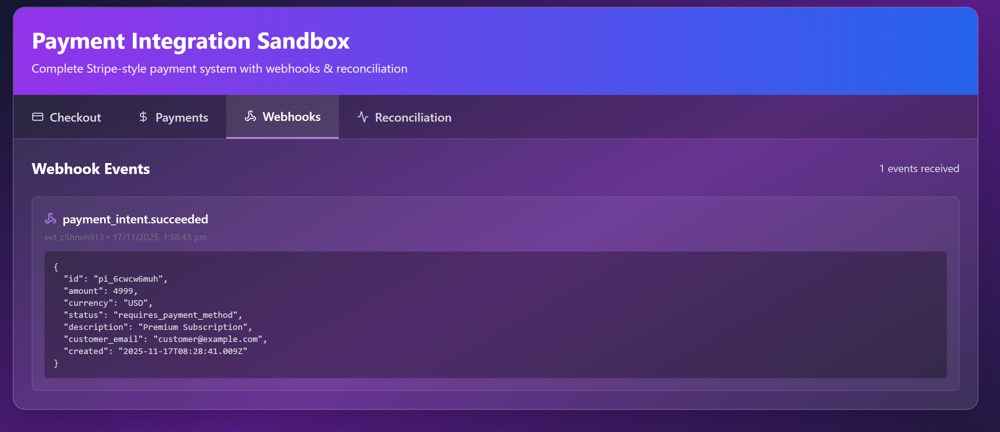 Payment Integration Sandbox
Complete Stripe-style payment system with webhooks & reconciliation
Checkout Payments Webhooks Reconciliation
Webhook Events 1 events received
payment_intent.succeeded
evt_c5hnvh913 • 17/11/2025, 1:58:43 pm
{
  "id": "pi_6cwcw6muh",
  "amount": 4999,
  "currency": "USD",
  "status": "requires_payment_method",
  "description": "Premium Subscription",
  "customer_email": "customer@example.com",
  "created": "2025-11-17T08:28:41.009Z"
}